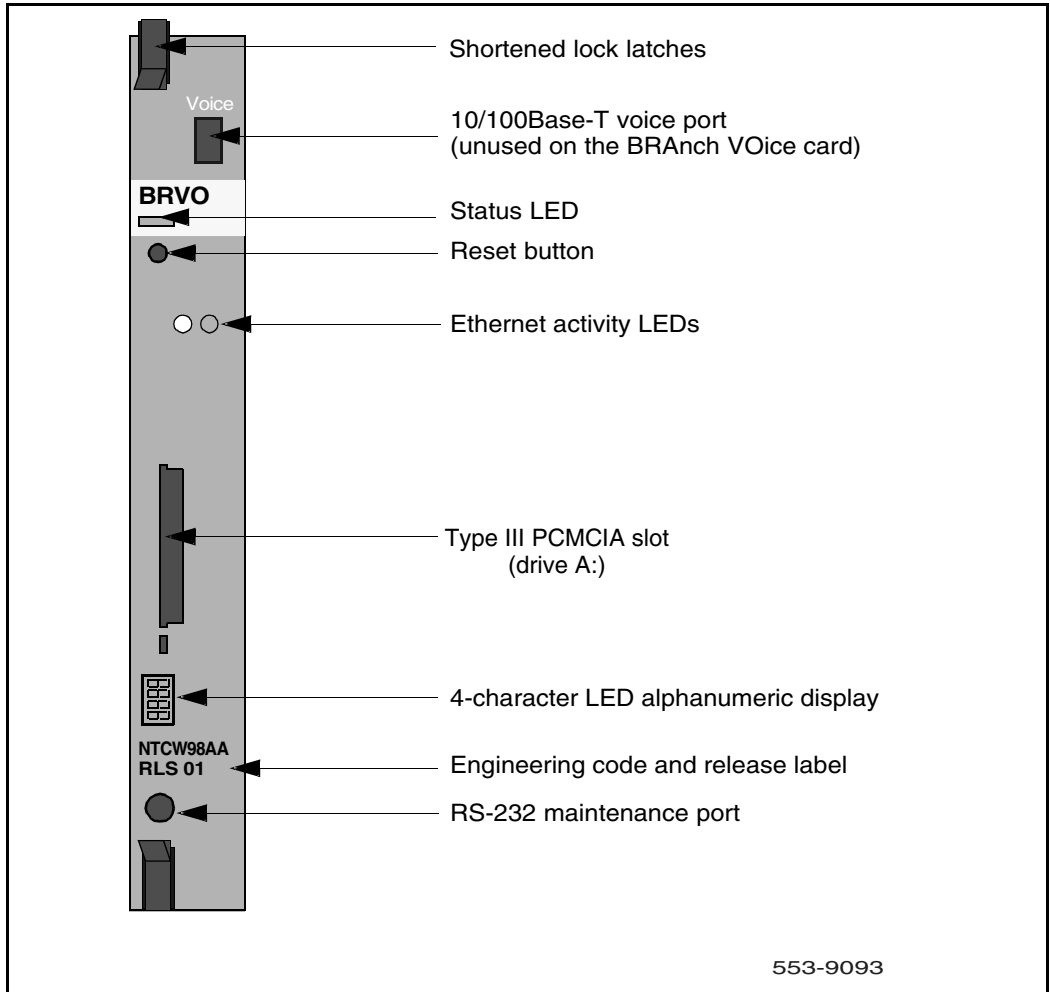 Shortened lock latches
Voice
10/100Base-T voice port
(unused on the BRAnch VOice card)
BRVO
Status LED
Reset button
Ethernet activity LEDs
Type III PCMCIA slot
(drive A:)
4-character LED alphanumeric display
NTCW98AA
RLS 01
Engineering code and release label
RS-232 maintenance port
553-9093